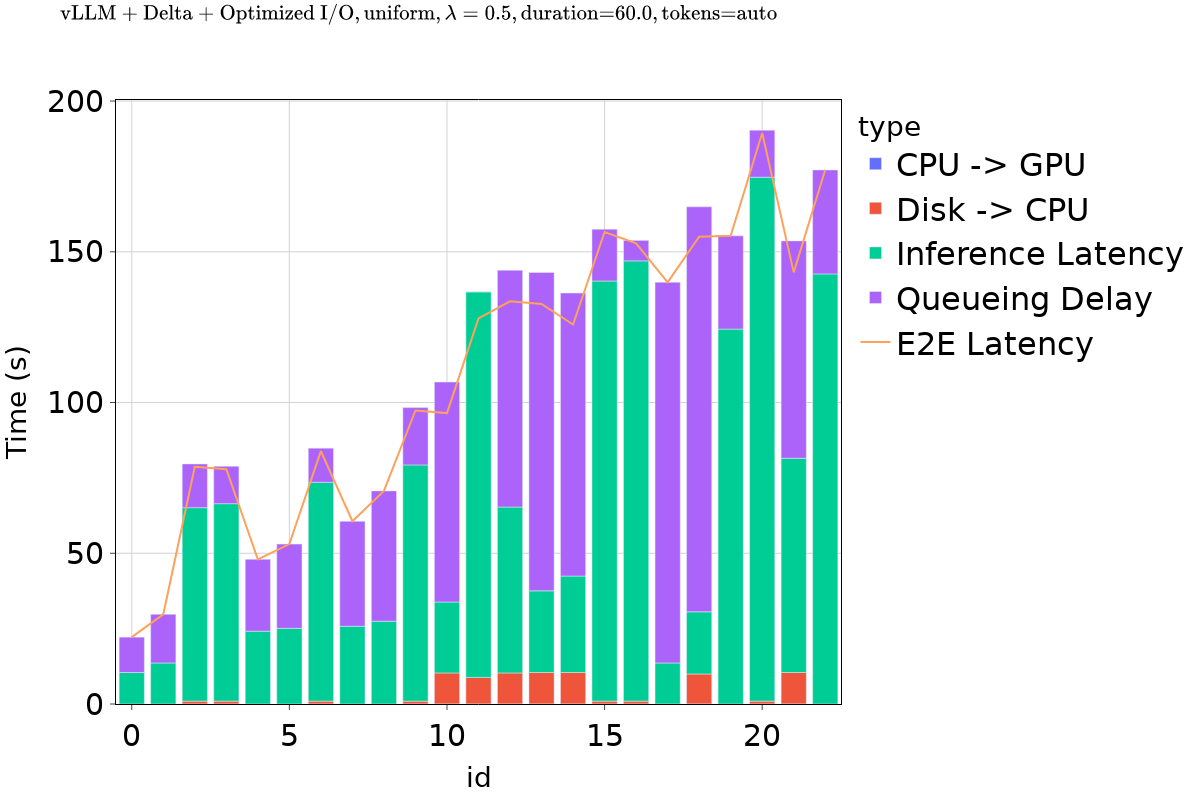 vLLM + Delta + Optimized I/O, uniform, λ = 0.5, duration=60.0, tokens=auto
200
150
100
50
0
Time (s)
0 5 10 15 20
id
type
CPU -> GPU
Disk -> CPU
Inference Latency
Queueing Delay
E2E Latency